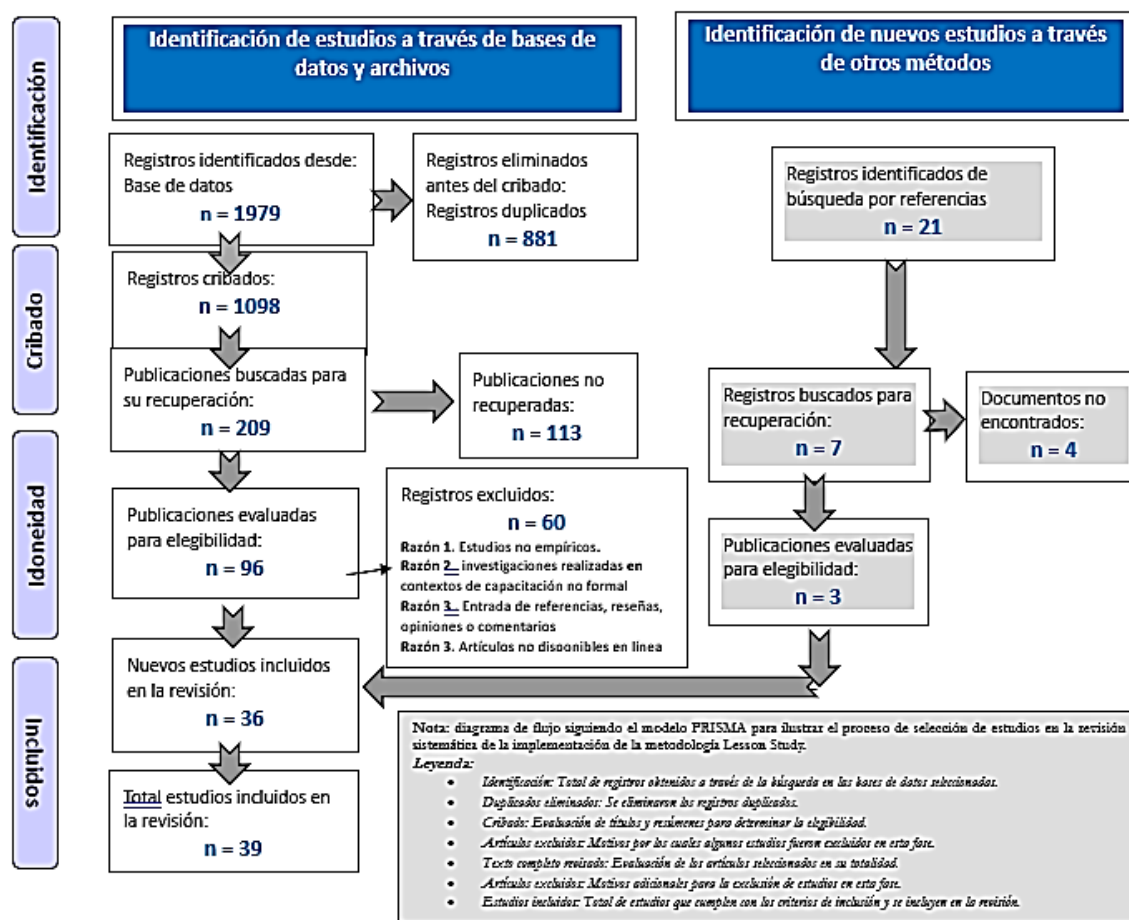 Identificación
Identificación de estudios a través de bases de
datos y archivos
Identificación de nuevos estudios a través
de otros métodos
Registros identificados desde:
Base de datos
n = 1979
Registros eliminados
antes del cribado:
Registros duplicados
n = 881
Registros identificados de
búsqueda por referencias
n = 21
Cribado
Registros cribados:
n = 1098
Publicaciones buscadas para
su recuperación:
n = 209
Publicaciones no
recuperadas:
n = 113
Registros buscados para
recuperación:
n = 7
Documentos no
encontrados:
n = 4
Idoneidad
Publicaciones evaluadas
para elegibilidad:
n = 96
Registros excluidos:
n = 60
Razón 1. Estudios no empíricos.
Razón 2. investigaciones realizadas en
contextos de capacitación no formal
Razón 3. Entrada de referencias, reseñas,
opiniones o comentarios
Razón 3. Artículos no disponibles en línea
Publicaciones evaluadas
para elegibilidad:
n = 3
Incluidos
Nuevos estudios incluidos
en la revisión:
n = 36
Total estudios incluidos en
la revisión:
n = 39
Nota: diagrama de flujo siguiendo el modelo PRISMA para ilustrar el proceso de selección de estudios en la revisión
sistemática de la implementación de la metodología Lesson Study.
Leyenda:
• Identificación: Total de registros obtenidos a través de la búsqueda en las bases de datos seleccionadas.
• Duplicados eliminados: Se eliminaron los registros duplicados.
• Cribado: Evaluación de títulos y resúmenes para determinar la elegibilidad.
• Artículos excluidos: Motivos por los cuales algunos estudios fueron excluidos en esta fase.
• Texto completo revisado: Evaluación de los artículos seleccionados en su totalidad.
• Artículos excluidos: Motivos adicionales para la exclusión de estudios en esta fase.
• Estudios incluidos: Total de estudios que cumplen con los criterios de inclusión y se incluyen en la revisión.